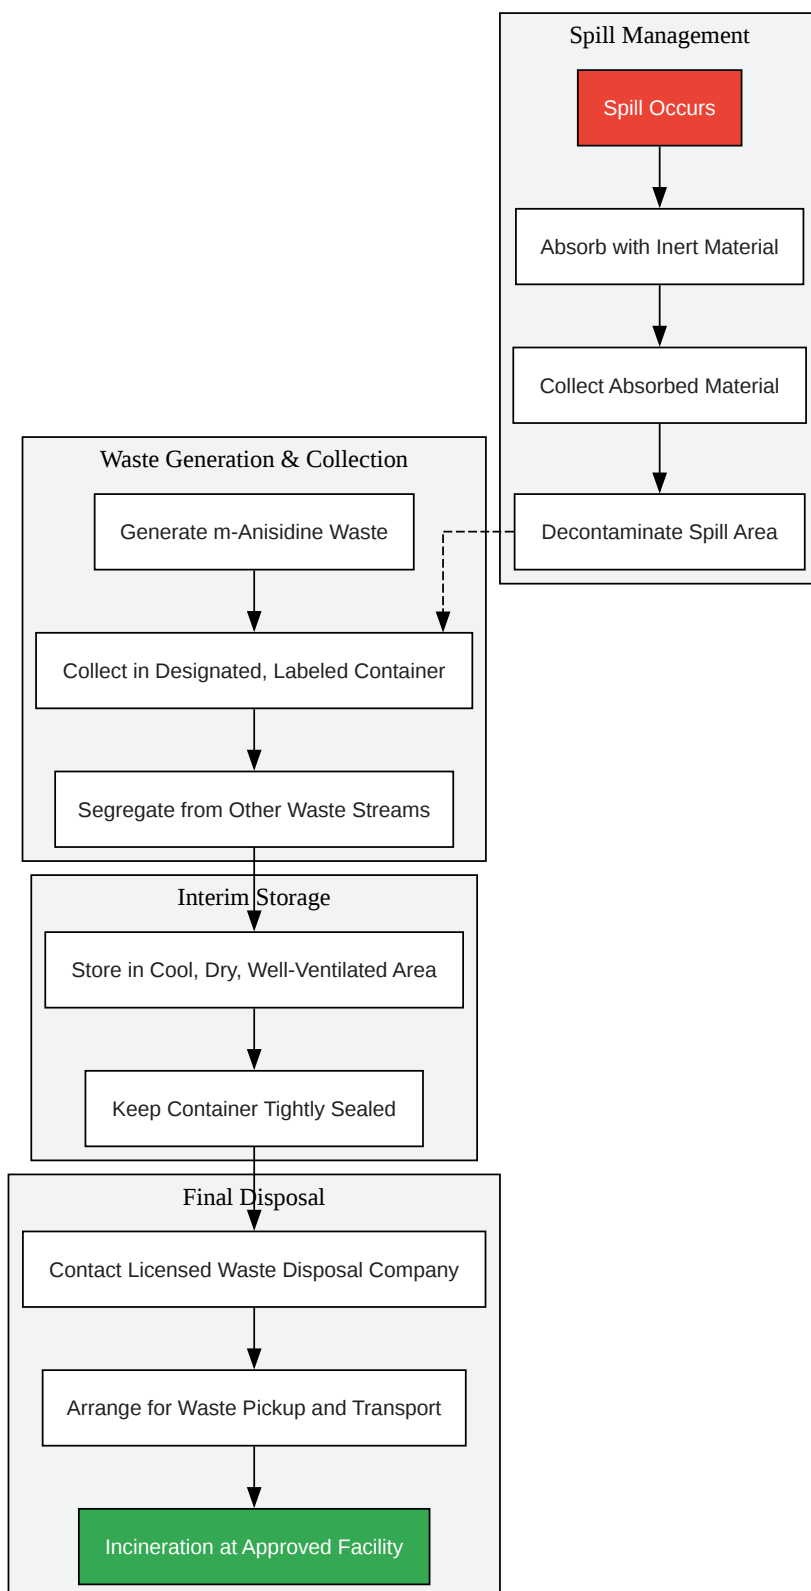 Spill Management
Spill Occurs
Absorb with Inert Material
Collect Absorbed Material
Decontaminate Spill Area
Waste Generation & Collection
Generate m-Anisidine Waste
Collect in Designated, Labeled Container
Segregate from Other Waste Streams
Interim Storage
Store in Cool, Dry, Well-Ventilated Area
Keep Container Tightly Sealed
Final Disposal
Contact Licensed Waste Disposal Company
Arrange for Waste Pickup and Transport
Incineration at Approved Facility